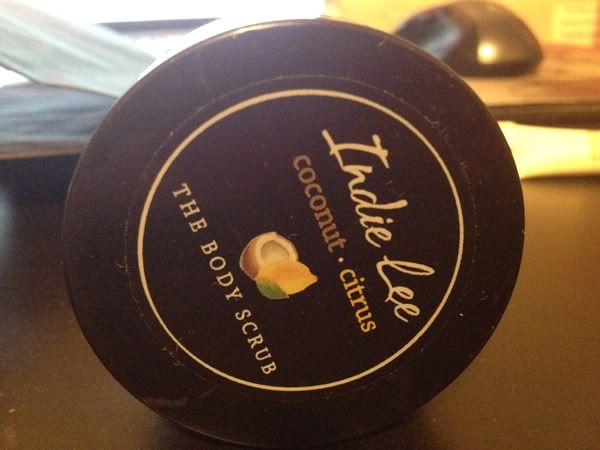 Indie Lee
coconut · citrus
THE BODY SCRUB